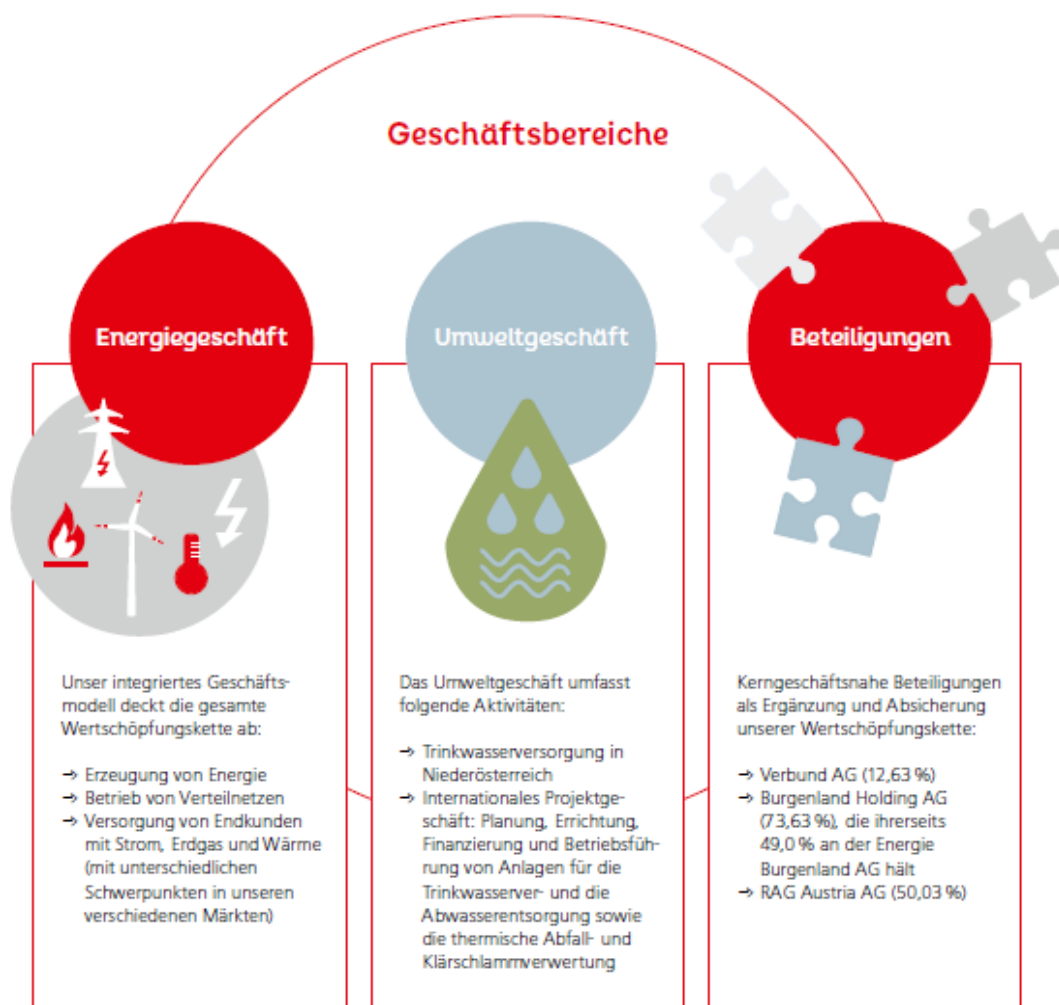 Geschäftsbereiche
Energiegeschäft
Umweltgeschäft
Beteiligungen
Unser integriertes Geschäfts-
modell deckt die gesamte
Wertschöpfungskette ab:
→ Erzeugung von Energie
→ Betrieb von Verteilnetzen
→ Versorgung von Endkunden
mit Strom, Erdgas und Wärme
(mit unterschiedlichen
Schwerpunkten in unseren
verschiedenen Märkten)
Das Umweltgeschäft umfasst
folgende Aktivitäten:
→ Trinkwasserversorgung in
Niederösterreich
→ Internationales Projektge-
schäft: Planung, Errichtung,
Finanzierung und Betriebsfüh-
rung von Anlagen für die
Trinkwasserver- und die
Abwasserentsorgung sowie
die thermische Abfall- und
Klärschlammverwertung
Kerngeschäftsnahe Beteiligungen
als Ergänzung und Absicherung
unserer Wertschöpfungskette:
→ Verbund AG (12,63 %)
→ Burgenland Holding AG
(73,63 %), die ihrerseits
49,0 % an der Energie
Burgenland AG hält
→ RAG Austria AG (50,03 %)